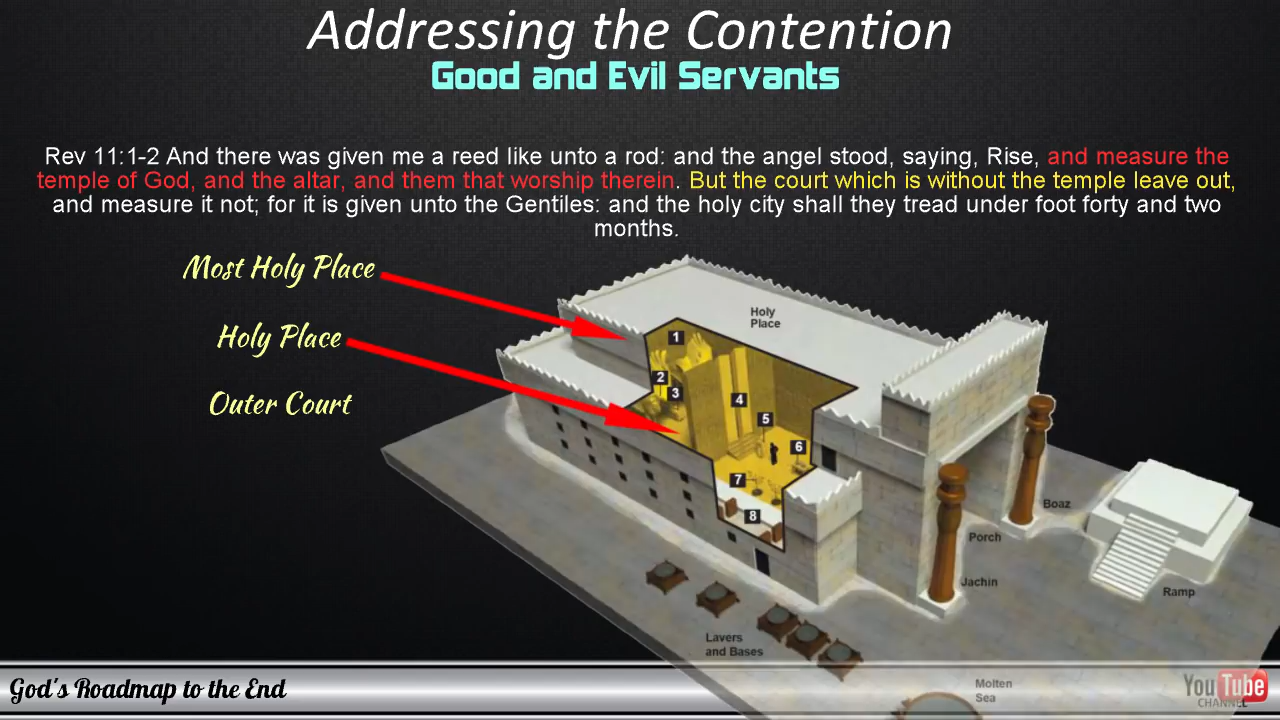 Addressing the Contention
Good and Evil Servants
Rev 11:1-2 And there was given me a reed like unto a rod: and the angel stood, saying, Rise, and measure the
temple of God, and the altar, and them that worship therein. But the court which is without the temple leave out,
and measure it not; for it is given unto the Gentiles: and the holy city shall they tread under foot forty and two
months.
Most Holy Place
Holy Place
Outer Court
Holy
Place
1
2
3
4
5
6
7
8
Boaz
Porch
Jachin
Ramp
Lavers
and Bases
Molten
Sea
God's Roadmap to the End
YouTube
CHANNEL